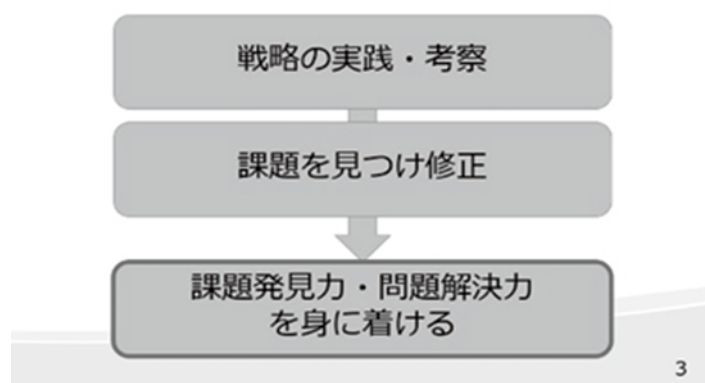 戦略の実践・考察
課題を見つけ修正
課題発見力・問題解決力
を身に着ける
3